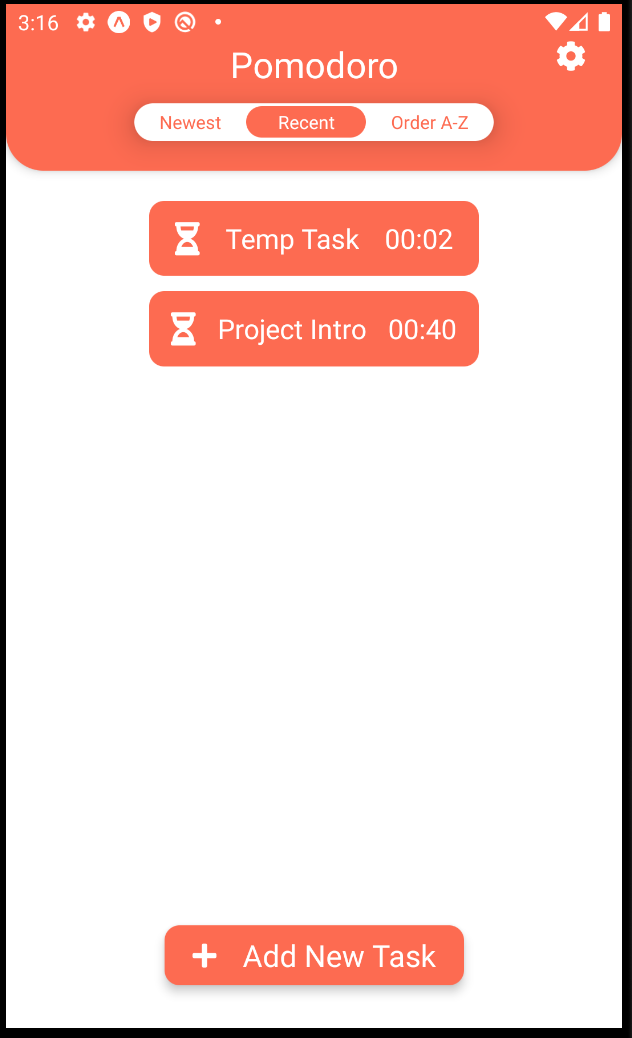 3:16
Pomodoro
Newest Recent Order A-Z
Temp Task 00:02
Project Intro 00:40
Add New Task